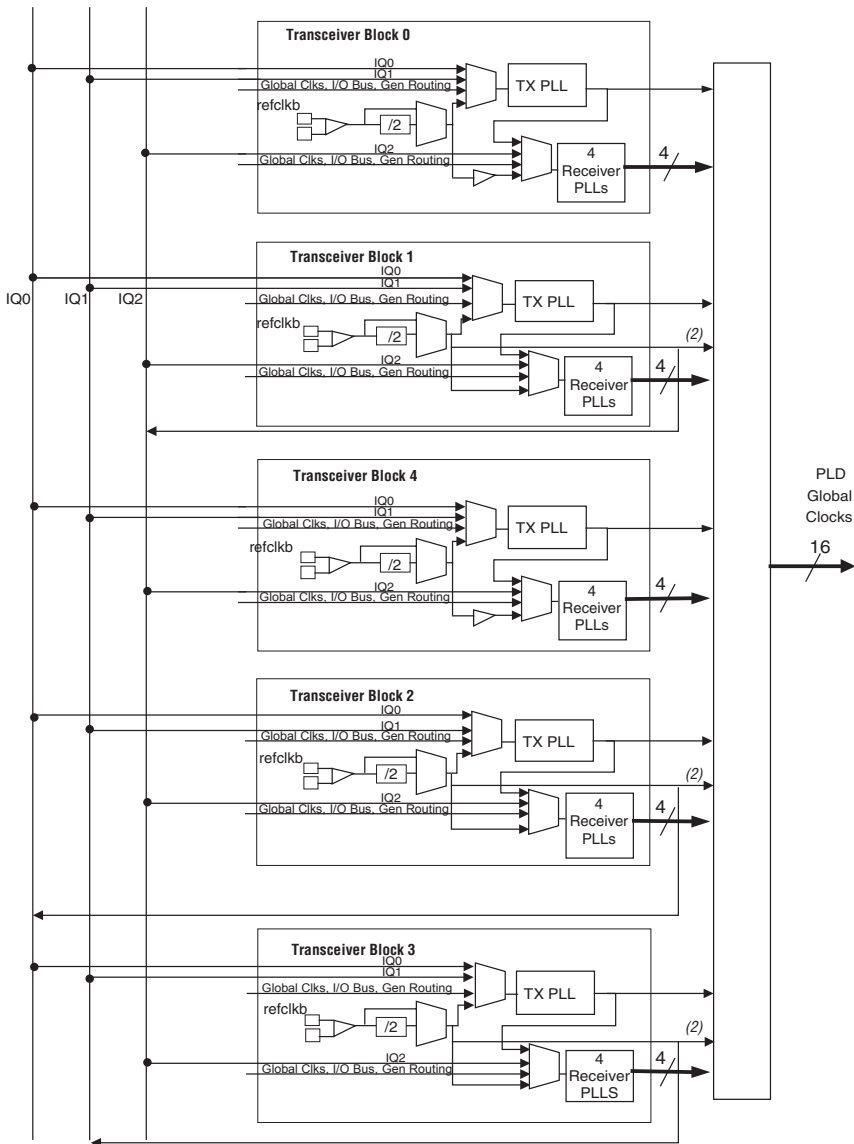 Transceiver Block 0
IQ0
IQ1
Global Clks, I/O Bus, Gen Routing
TX PLL
refclkb
/2
IQ2
Global Clks, I/O Bus, Gen Routing
4
Receiver
PLLs
4
Transceiver Block 1
IQ0
IQ1
IQ0
IQ1
IQ2
Global Clks, I/O Bus, Gen Routing
TX PLL
refclkb
/2
(2)
IQ2
Global Clks, I/O Bus, Gen Routing
4
Receiver
PLLs
4
Transceiver Block 4
IQ0
IQ1
Global Clks, I/O Bus, Gen Routing
TX PLL
refclkb
/2
IQ2
Global Clks, I/O Bus, Gen Routing
4
Receiver
PLLs
4
PLD
Global
Clocks
16
Transceiver Block 2
IQ0
IQ1
Global Clks, I/O Bus, Gen Routing
TX PLL
refclkb
/2
(2)
IQ2
Global Clks, I/O Bus, Gen Routing
4
Receiver
PLLs
4
Transceiver Block 3
IQ0
IQ1
Global Clks, I/O Bus, Gen Routing
TX PLL
refclkb
/2
(2)
IQ2
Global Clks, I/O Bus, Gen Routing
4
Receiver
PLLS
4